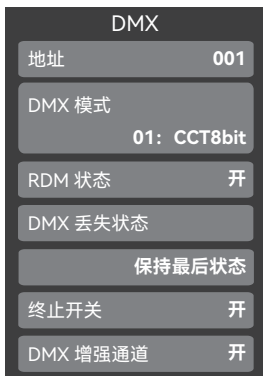 DMX
地址 001
DMX 模式
01: CCT8bit
RDM 状态 开
DMX 丢失状态
保持最后状态
终止开关 开
DMX 增强通道 开